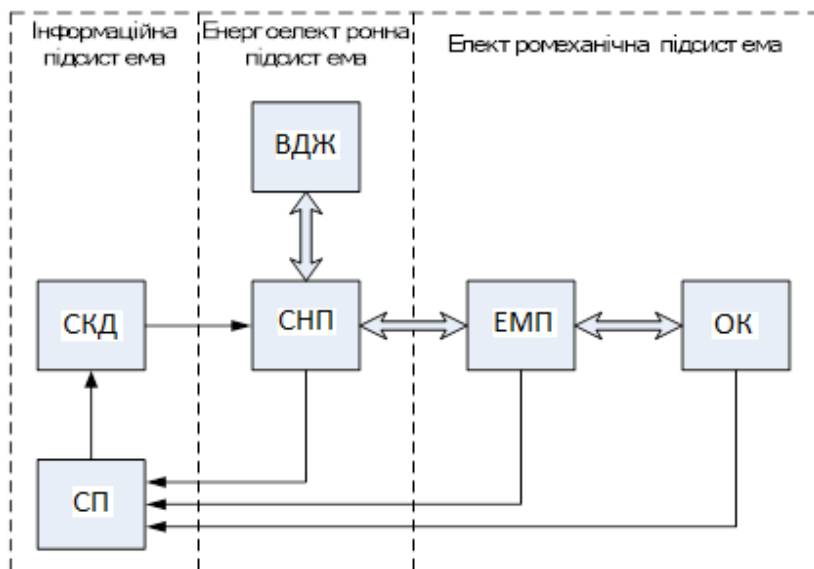 Інформаційна
підсистема
Енергоелектронна
підсистема
Електромеханічна підсистема
ВДЖ
СКД
СНП
ЕМП
ОК
СП